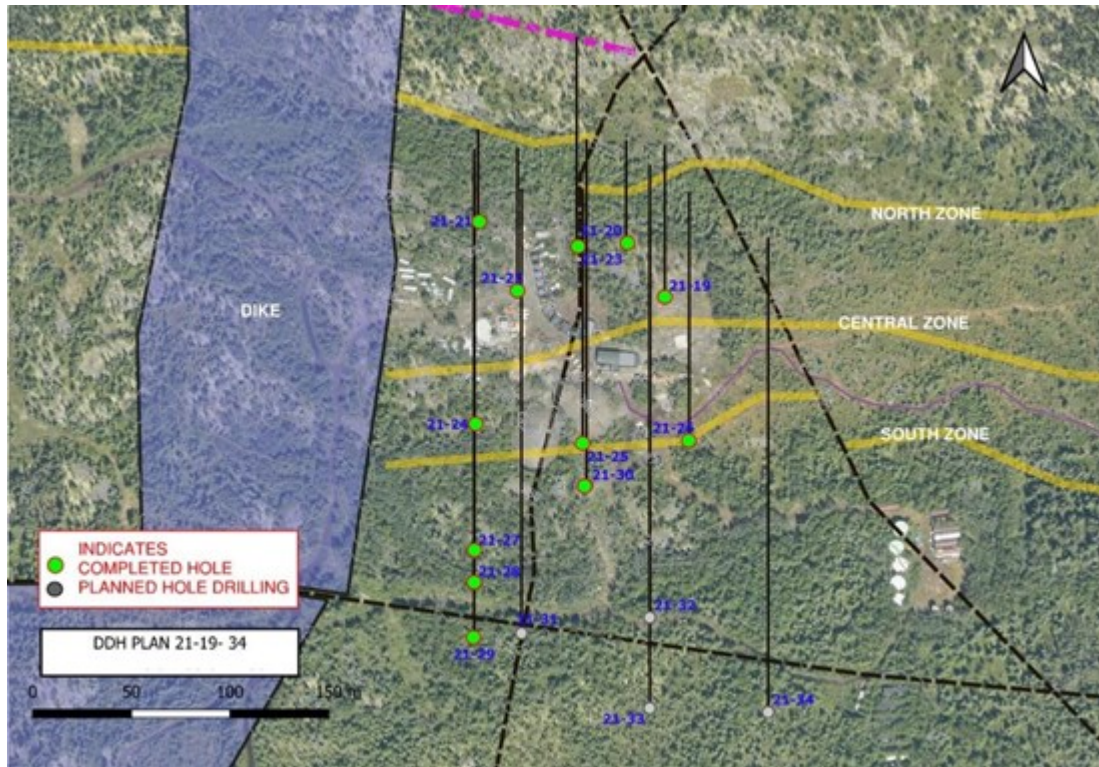 NORTH ZONE
21-21
21-20
21-23
DIKE
21-19
CENTRAL ZONE
21-24
21-26
SOUTH ZONE
21-25
21-30
INDICATES
COMPLETED HOLE
PLANNED HOLE DRILLING
21-27
21-28
21-32
21-31
DDH PLAN 21-19- 34
21-29
0 50 100 150 m
21-33
21-34